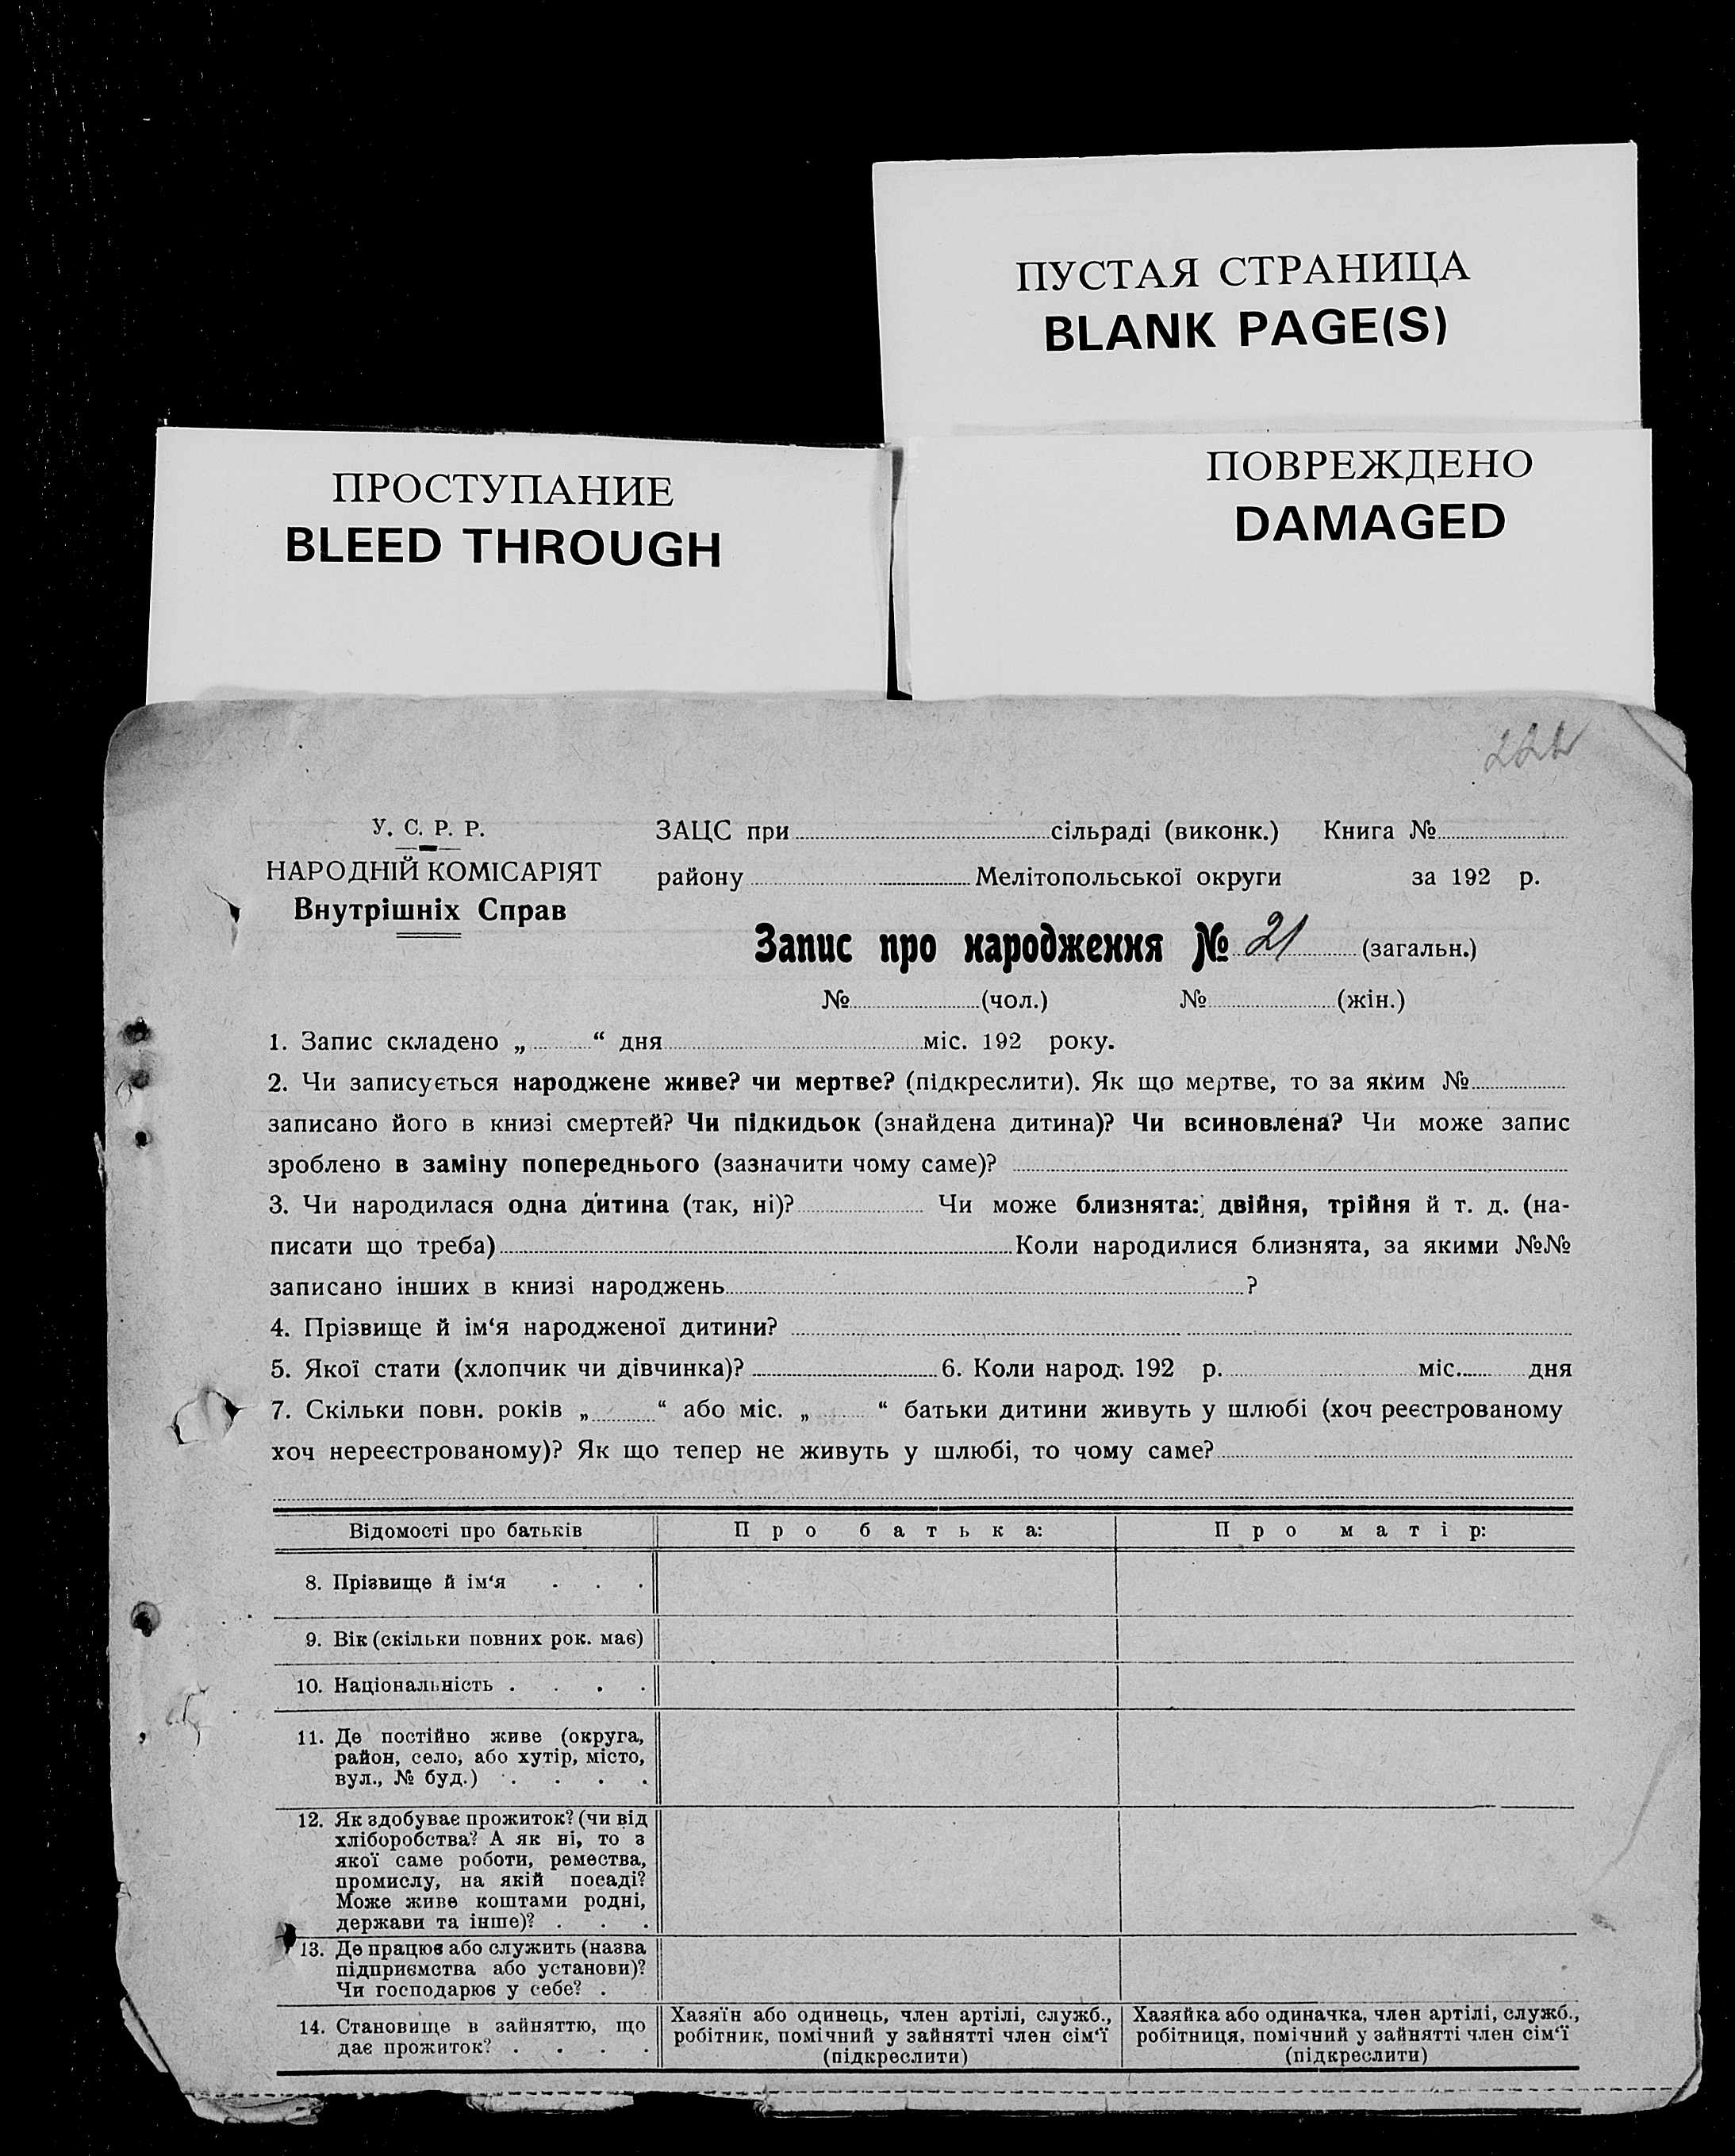 ПУСТАЯ СТРАНИЦА
BLANK PAGE(S)
ПРОСТУПАНИЕ
BLEED THROUGH
ПОВРЕЖДЕНО
DAMAGED
У. С. Р. Р.
НАРОДНІЙ КОМІСАРІЯТ
Внутрішніх Справ
ЗАЦС при сільраді (виконк.) Книга №
району Мелітопольської округи за 192 р.
Запис про народження № 21 (загальн.)
№ (чол.) № (жін.)
1. Запис складено „ “ дня міс. 192 року.
2. Чи записується народжене живе? чи мертве? (підкреслити). Як що мертве, то за яким №
записано його в книзі смертей? Чи підкидьок (знайдена дитина)? Чи всиновлена? Чи може запис
зроблено в заміну попереднього (зазначити чому саме)?
3. Чи народилася одна дитина (так, ні)? Чи може близнята: двійня, трійня й т. д. (на-
писати що треба) Коли народилися близнята, за якими №№
записано інших в книзі народжень ?
4. Прізвище й ім‘я народженої дитини?
5. Якої стати (хлопчик чи дівчинка)? 6. Коли народ. 192 р. міс. дня
7. Скільки повн. років „ “ або міс. „ “ батьки дитини живуть у шлюбі (хоч реєстрованому
хоч нереєстрованому)? Як що тепер не живуть у шлюбі, то чому саме?
Відомості про батьків
Про батька:
Про матір:
8. Прізвище й ім‘я . . .
9. Вік (скільки повних рок. має)
10. Національність . . . .
11. Де постійно живе (округа,
район, село, або хутір, місто,
вул., № буд.) . . . .
12. Як здобуває прожиток? (чи від
хліборобства? А як ні, то з
якої саме роботи, ремества,
промислу, на якій посаді?
Може живе коштами родні,
держави та інше)? . . .
13. Де працює або служить (назва
підприємства або установи)?
Чи господарює у себе? .
14. Становище в зайняттю, що
дає прожиток? . . . .
Хазяїн або одинець, член артілі, служб.,
робітник, помічний у зайнятті член сім‘ї
(підкреслити)
Хазяйка або одиначка, член артілі, служб.,
робітниця, помічний у зайнятті член сім‘ї
(підкреслити)